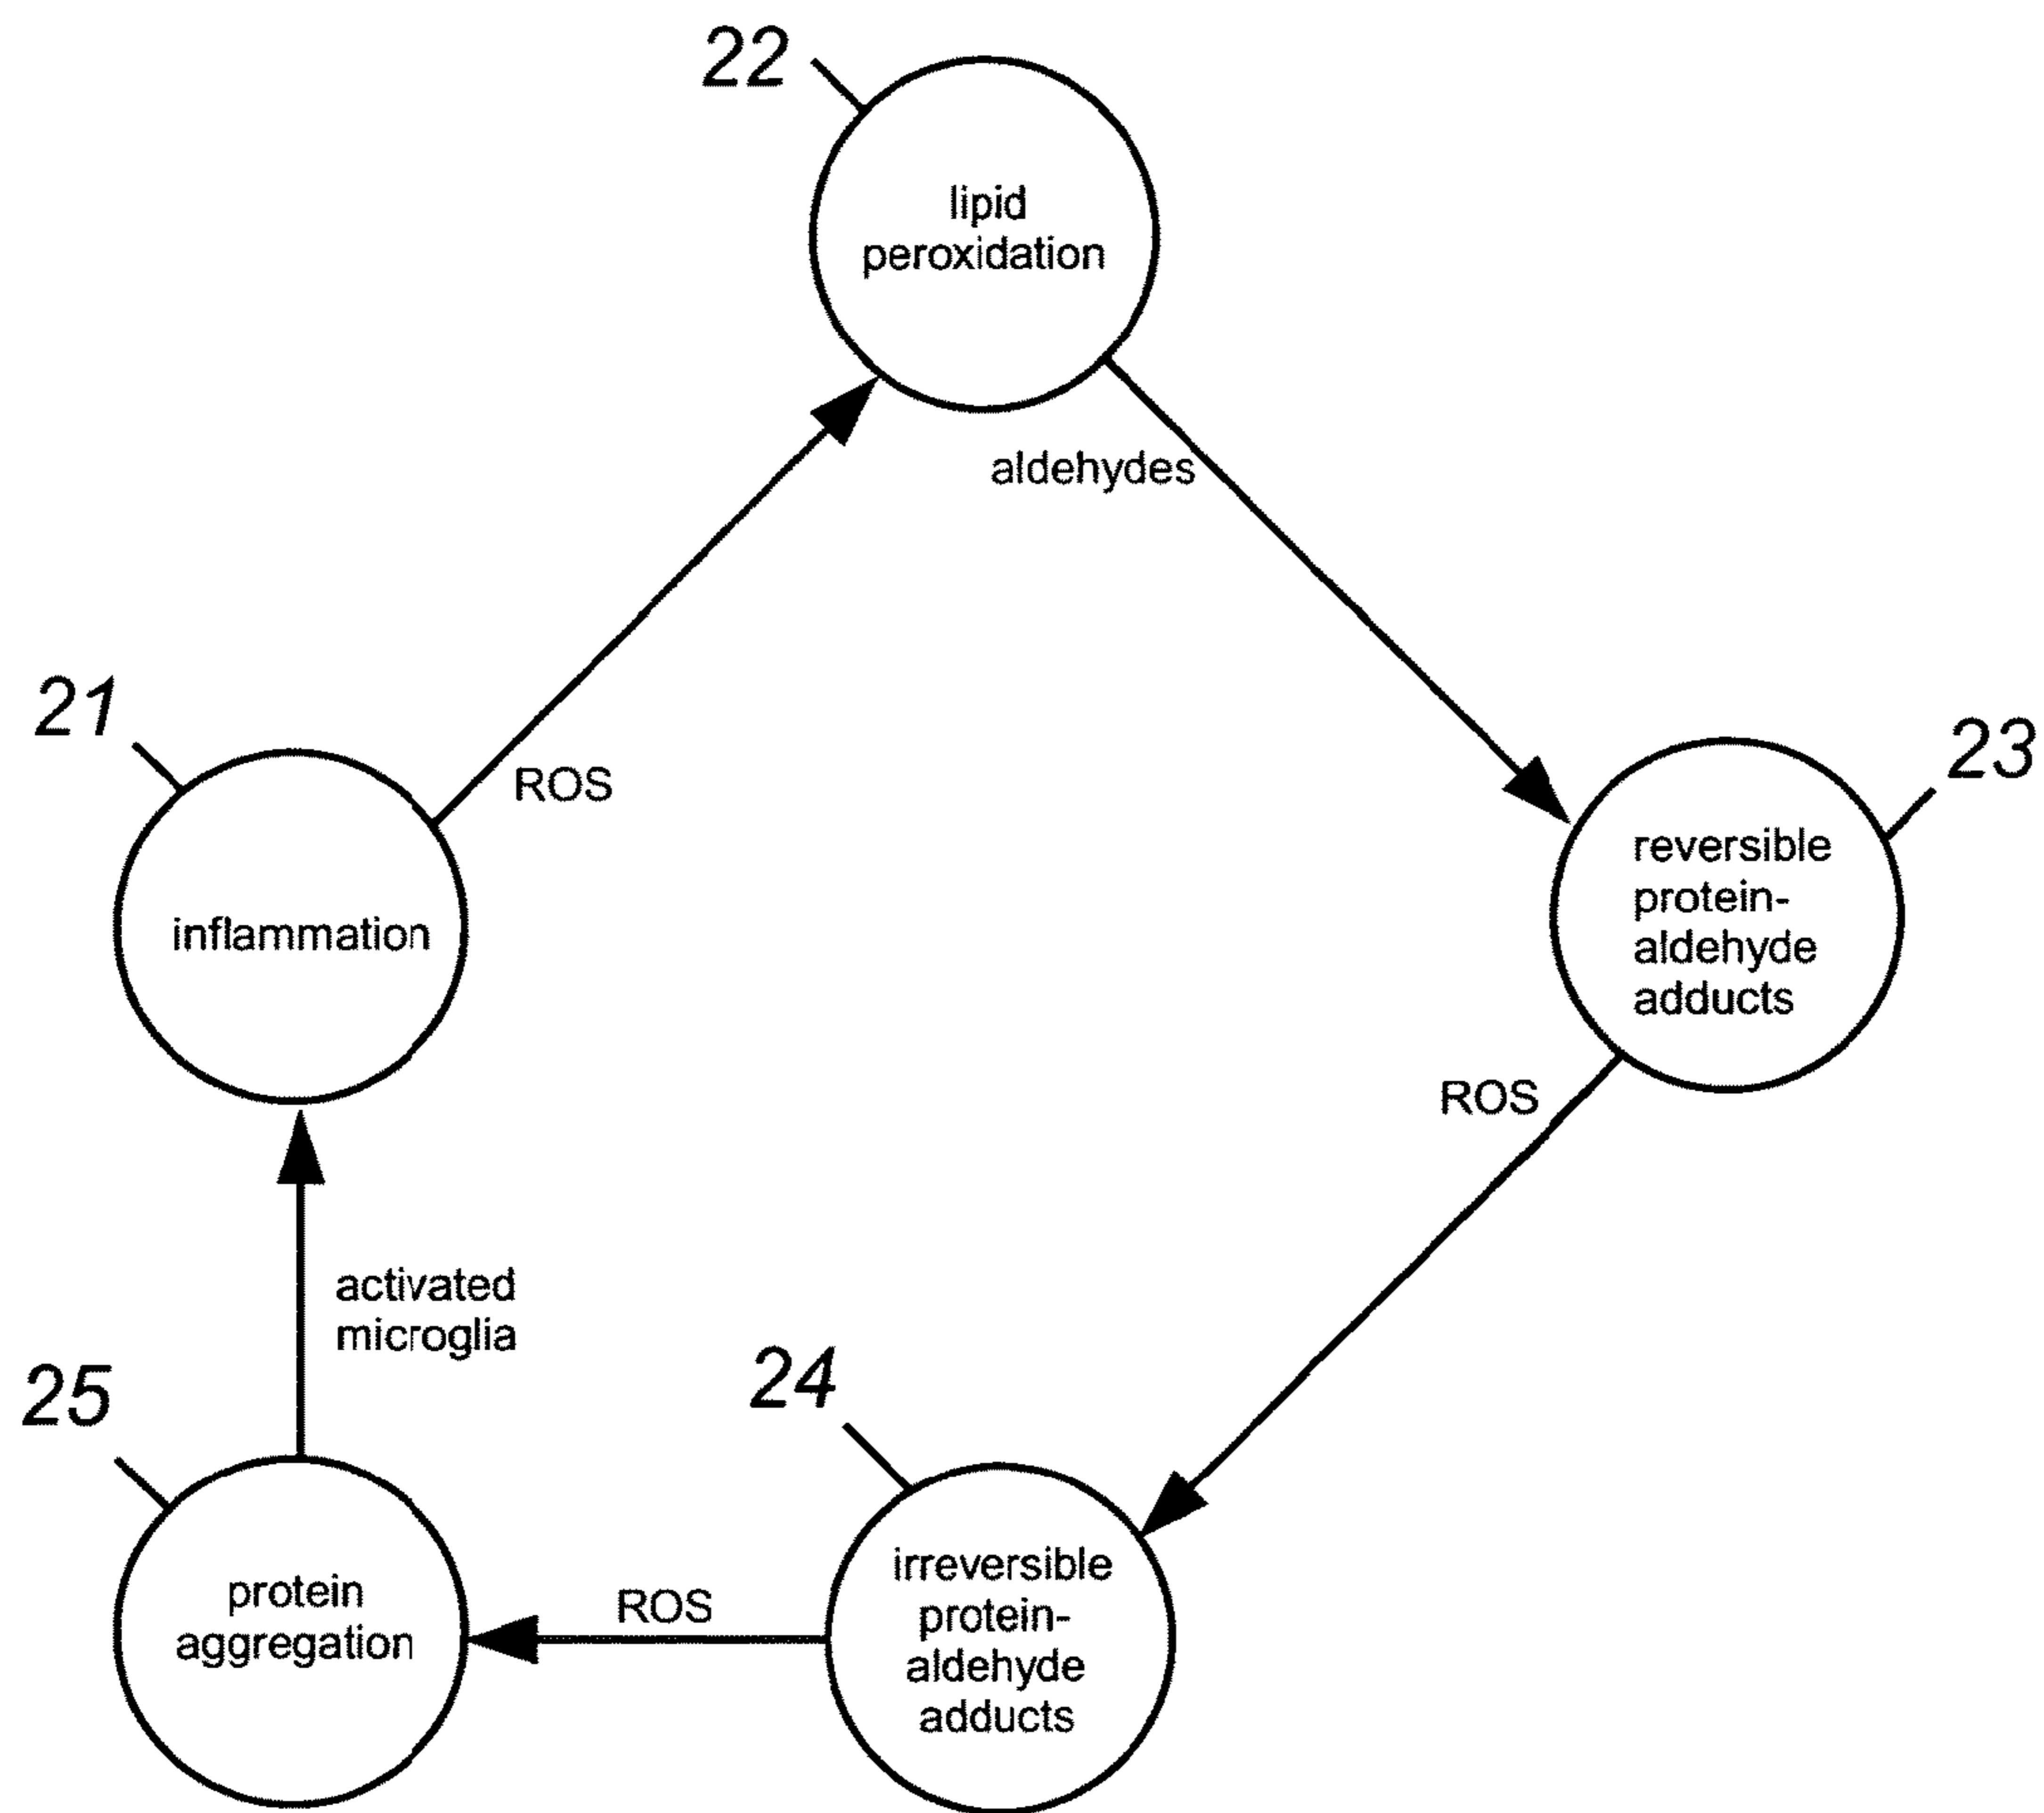 22
lipid
peroxidation
aldehydes
21
ROS
inflammation
23
reversible
protein-
aldehyde
adducts
ROS
activated
microglia
24
25
irreversible
protein-
aldehyde
adducts
ROS
protein
aggregation